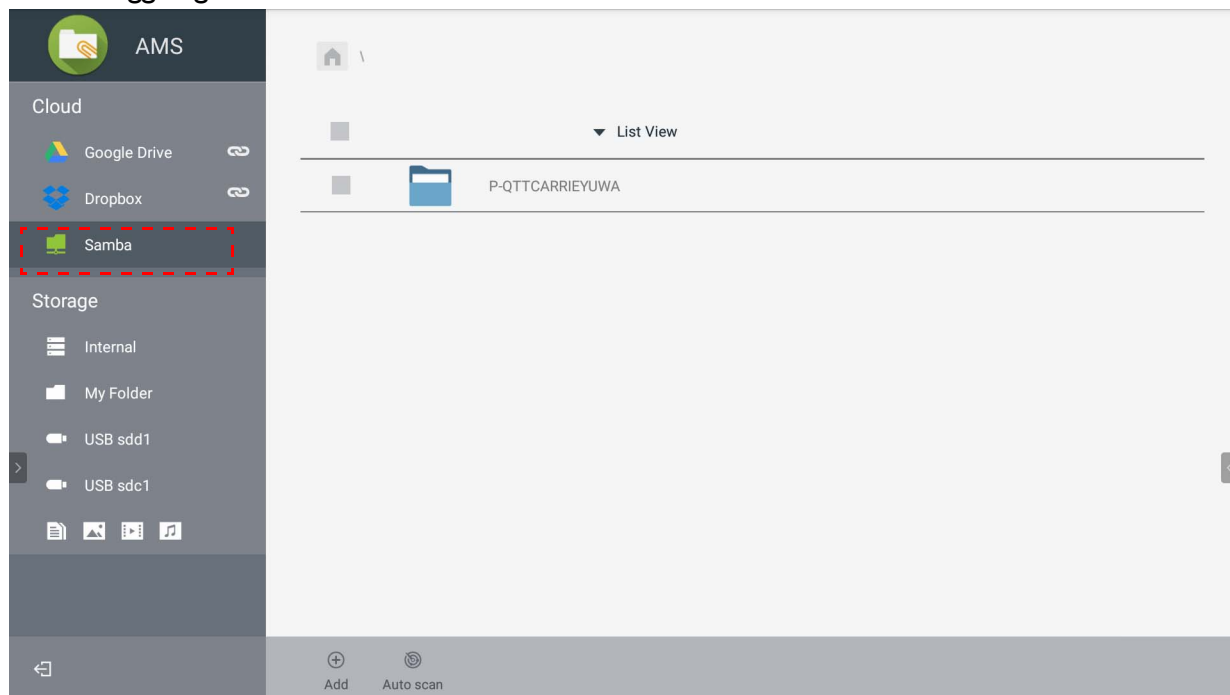 AMS
\
Cloud
Google Drive
Dropbox
Samba
Storage
Internal
My Folder
USB sdd1
USB sdc1
List View
P-QTTCARRIEYUWA
Add
Auto scan